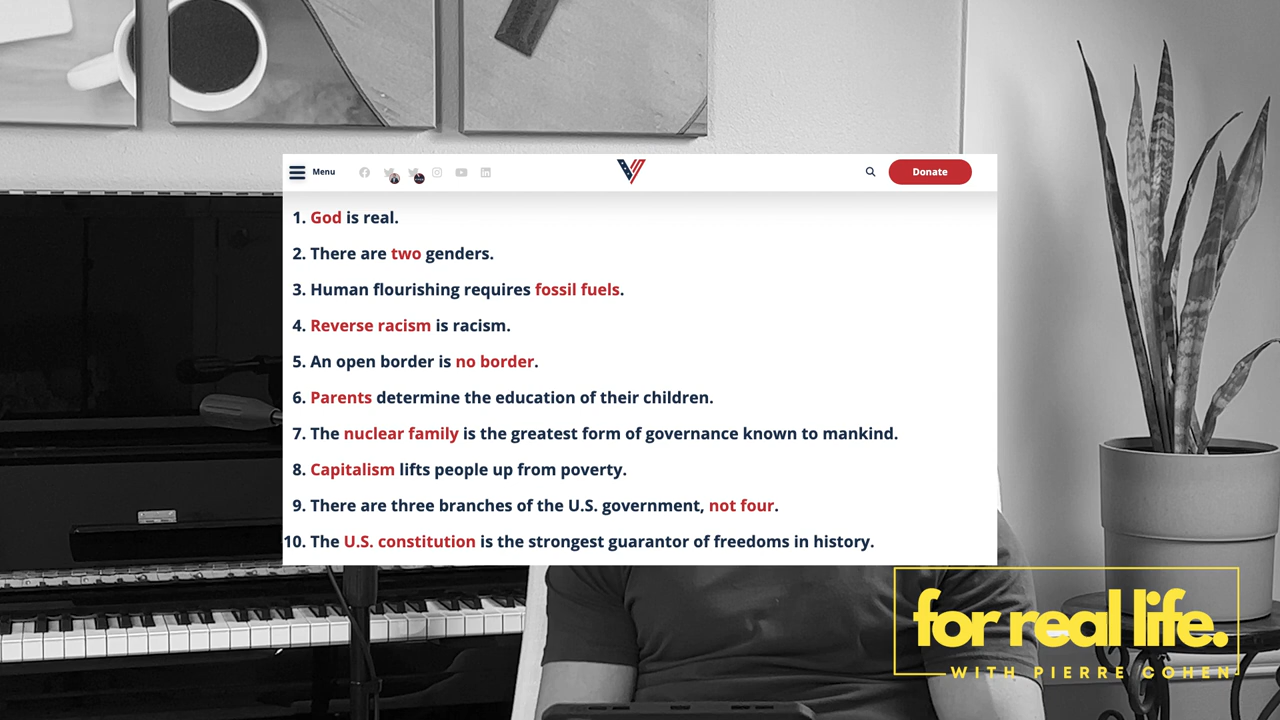 Menu
Donate
1. God is real.
2. There are two genders.
3. Human flourishing requires fossil fuels.
4. Reverse racism is racism.
5. An open border is no border.
6. Parents determine the education of their children.
7. The nuclear family is the greatest form of governance known to mankind.
8. Capitalism lifts people up from poverty.
9. There are three branches of the U.S. government, not four.
10. The U.S. constitution is the strongest guarantor of freedoms in history.
for real life.
WITH PIERRE COHEN